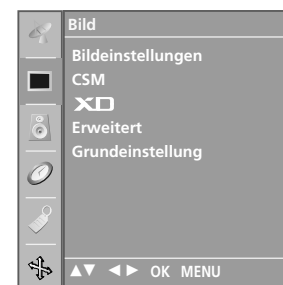 Bild
Bildeinstellungen
CSM
XD
Erweitert
Grundeinstellung
▲▼ ◄► OK MENU